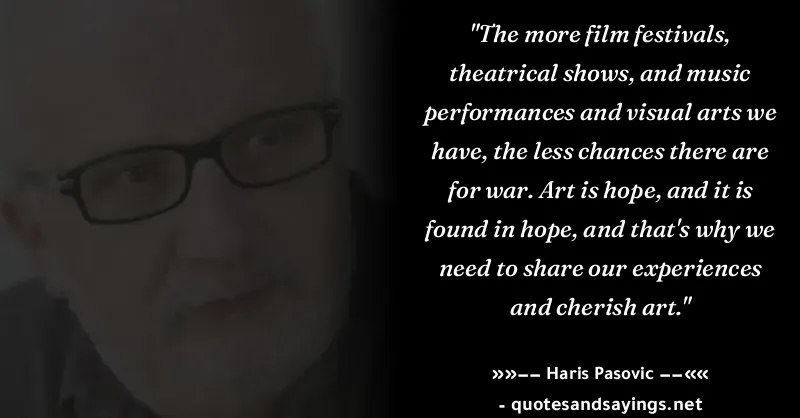 "The more film festivals,
theatrical shows, and music
performances and visual arts we
have, the less chances there are
for war. Art is hope, and it is
found in hope, and that's why we
need to share our experiences
and cherish art."
»»−− Haris Pasovic −−««
- quotesandsayings.net